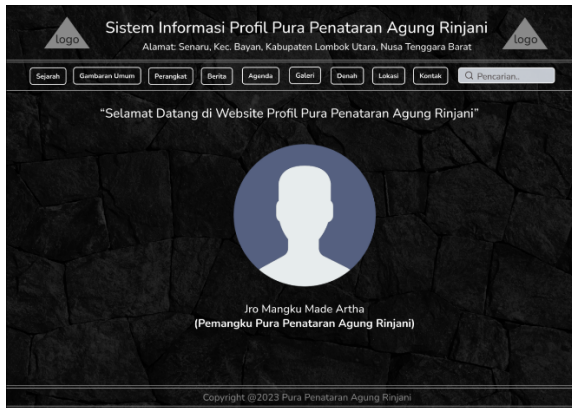 logo
Sistem Informasi Profil Pura Penataran Agung Rinjani
Alamat: Senaru, Kec. Bayan, Kabupaten Lombok Utara, Nusa Tenggara Barat
logo
Sejarah
Gambaran Umum
Perangkat
Berita
Agenda
Galeri
Denah
Lokasi
Kontak
Pencarian..
“Selamat Datang di Website Profil Pura Penataran Agung Rinjani”
Jro Mangku Made Artha
(Pemangku Pura Penataran Agung Rinjani)
Copyright @2023 Pura Penataran Agung Rinjani